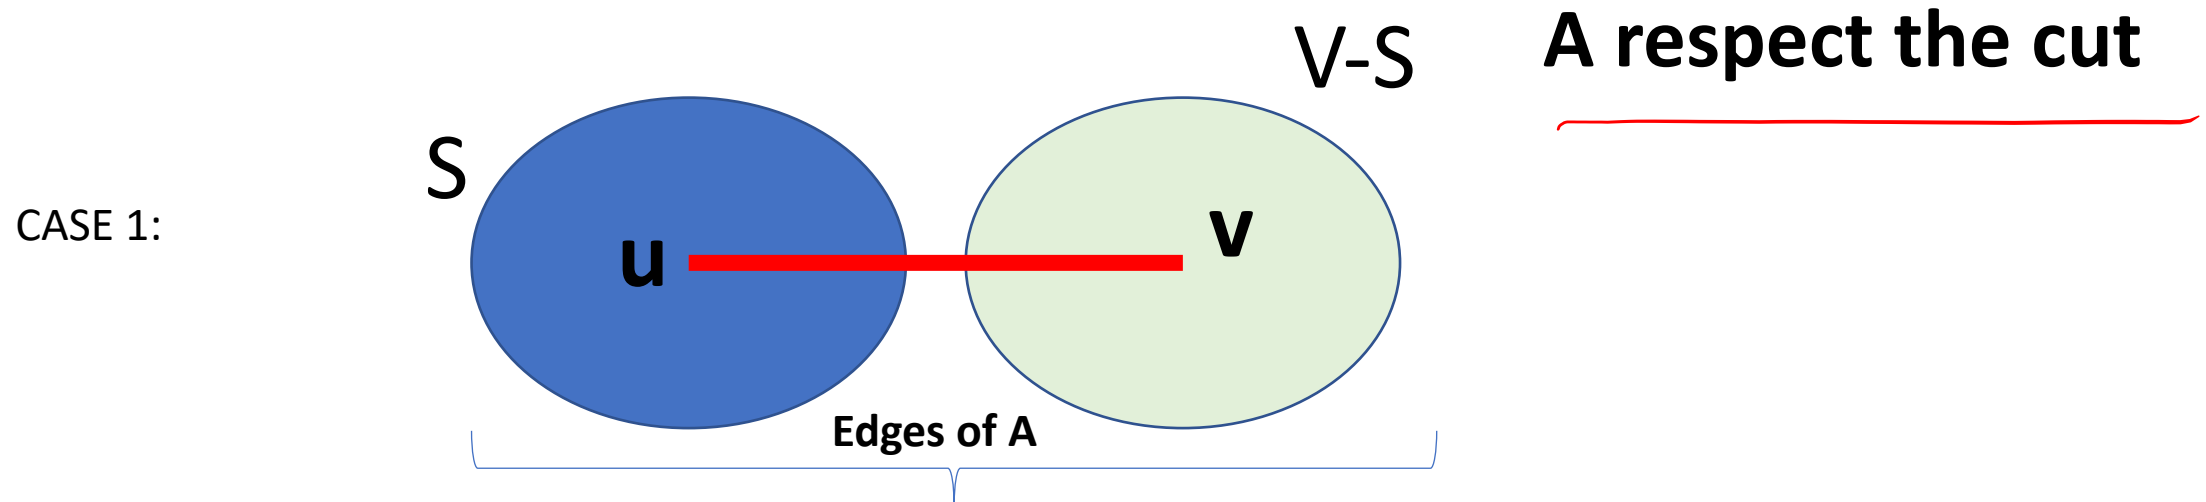 A respect the cut
V-S
S
CASE 1:
u
v
Edges of A